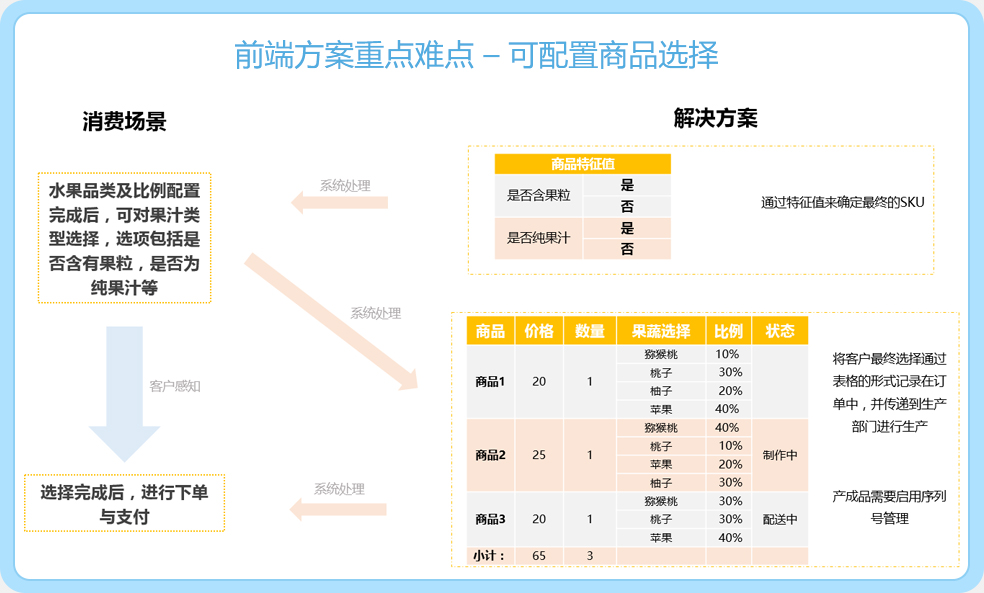 前端方案重点难点 – 可配置商品选择
消费场景
解决方案
水果品类及比例配置
完成后，可对果汁类
型选择，选项包括是
否含有果粒，是否为
纯果汁等
系统处理
商品特征值
是否含果粒 是
否
是否纯果汁 是
否
通过特征值来确定最终的SKU
系统处理
客户感知
商品 价格 数量 果蔬选择 比例 状态
商品1 20 1 猕猴桃 10%
桃子 30%
柚子 20%
苹果 40%
商品2 25 1 猕猴桃 40% 制作中
桃子 10%
苹果 20%
柚子 30%
商品3 20 1 猕猴桃 30% 配送中
桃子 30%
苹果 40%
小计： 65 3
将客户最终选择通过
表格的形式记录在订
单中，并传递到生产
部门进行生产
产成品需要启用序列
号管理
选择完成后，进行下单
与支付
系统处理